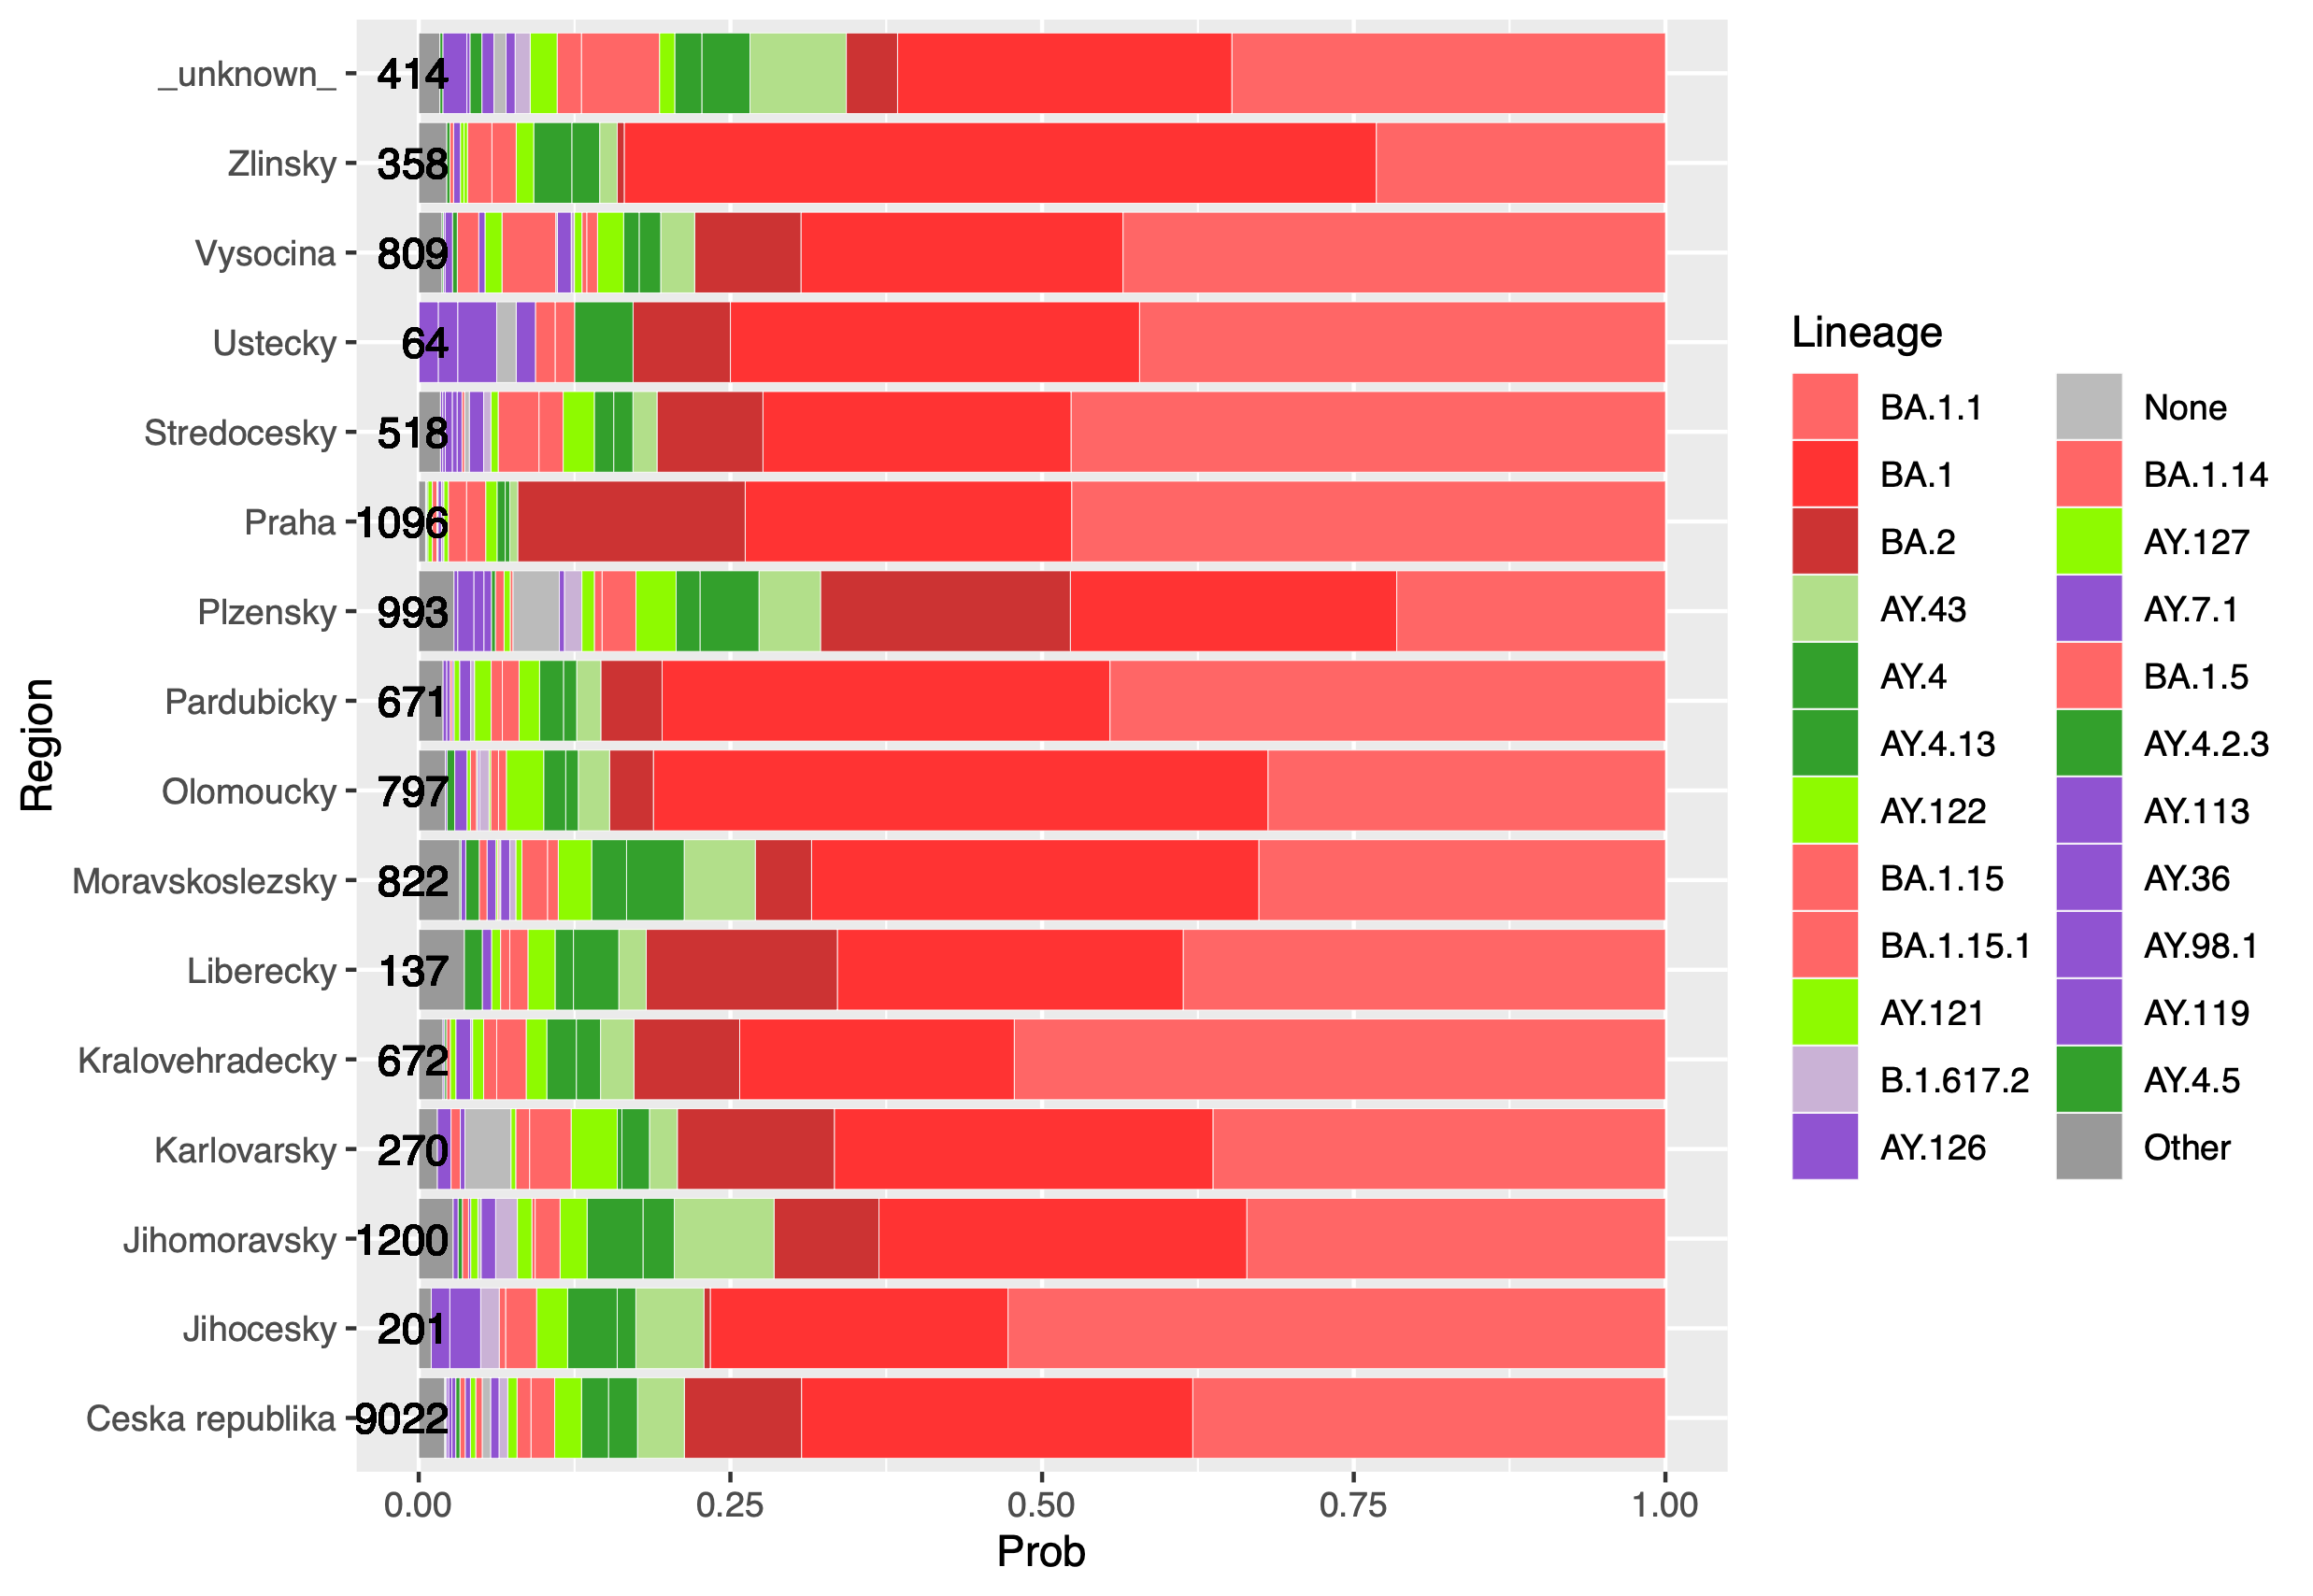 _unknown_ 414
Zlinsky 358
Vysocina 809
Ustecky 64
Stredocesky 518
Praha 1096
Plzensky 993
Pardubicky 671
Olomoucky 797
Moravskoslezsky 822
Liberecky 137
Kralovehradecky 672
Karlovarsky 270
Jihomoravsky 1200
Jihocesky 201
Ceska republika 9022
Region
0.00 0.25 0.50 0.75 1.00
Prob
Lineage
BA.1.1
BA.1
BA.2
AY.43
AY.4
AY.4.13
AY.122
BA.1.15
BA.1.15.1
AY.121
B.1.617.2
AY.126
None
BA.1.14
AY.127
AY.7.1
BA.1.5
AY.4.2.3
AY.113
AY.36
AY.98.1
AY.119
AY.4.5
Other